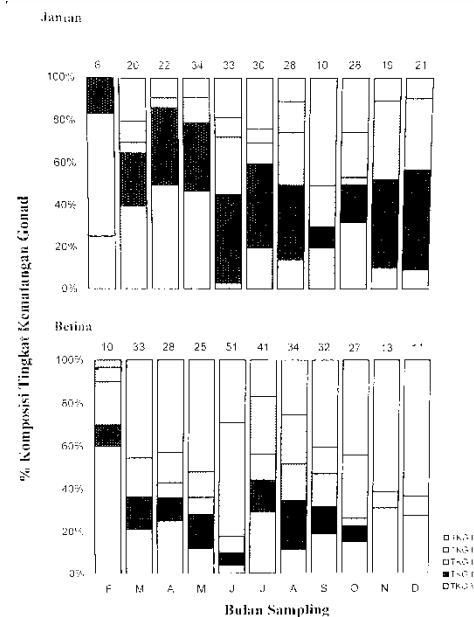 Jantan
6 20 22 34 33 30 28 10 19 21
100%
80%
60%
40%
20%
0%
% Komposisi Tingkat Kematangan Gonad
Betina
10 33 28 25 51 41 34 32 27
100%
80%
60%
40%
20%
0%
F M A M J J A S O N D
Bulan Sampling